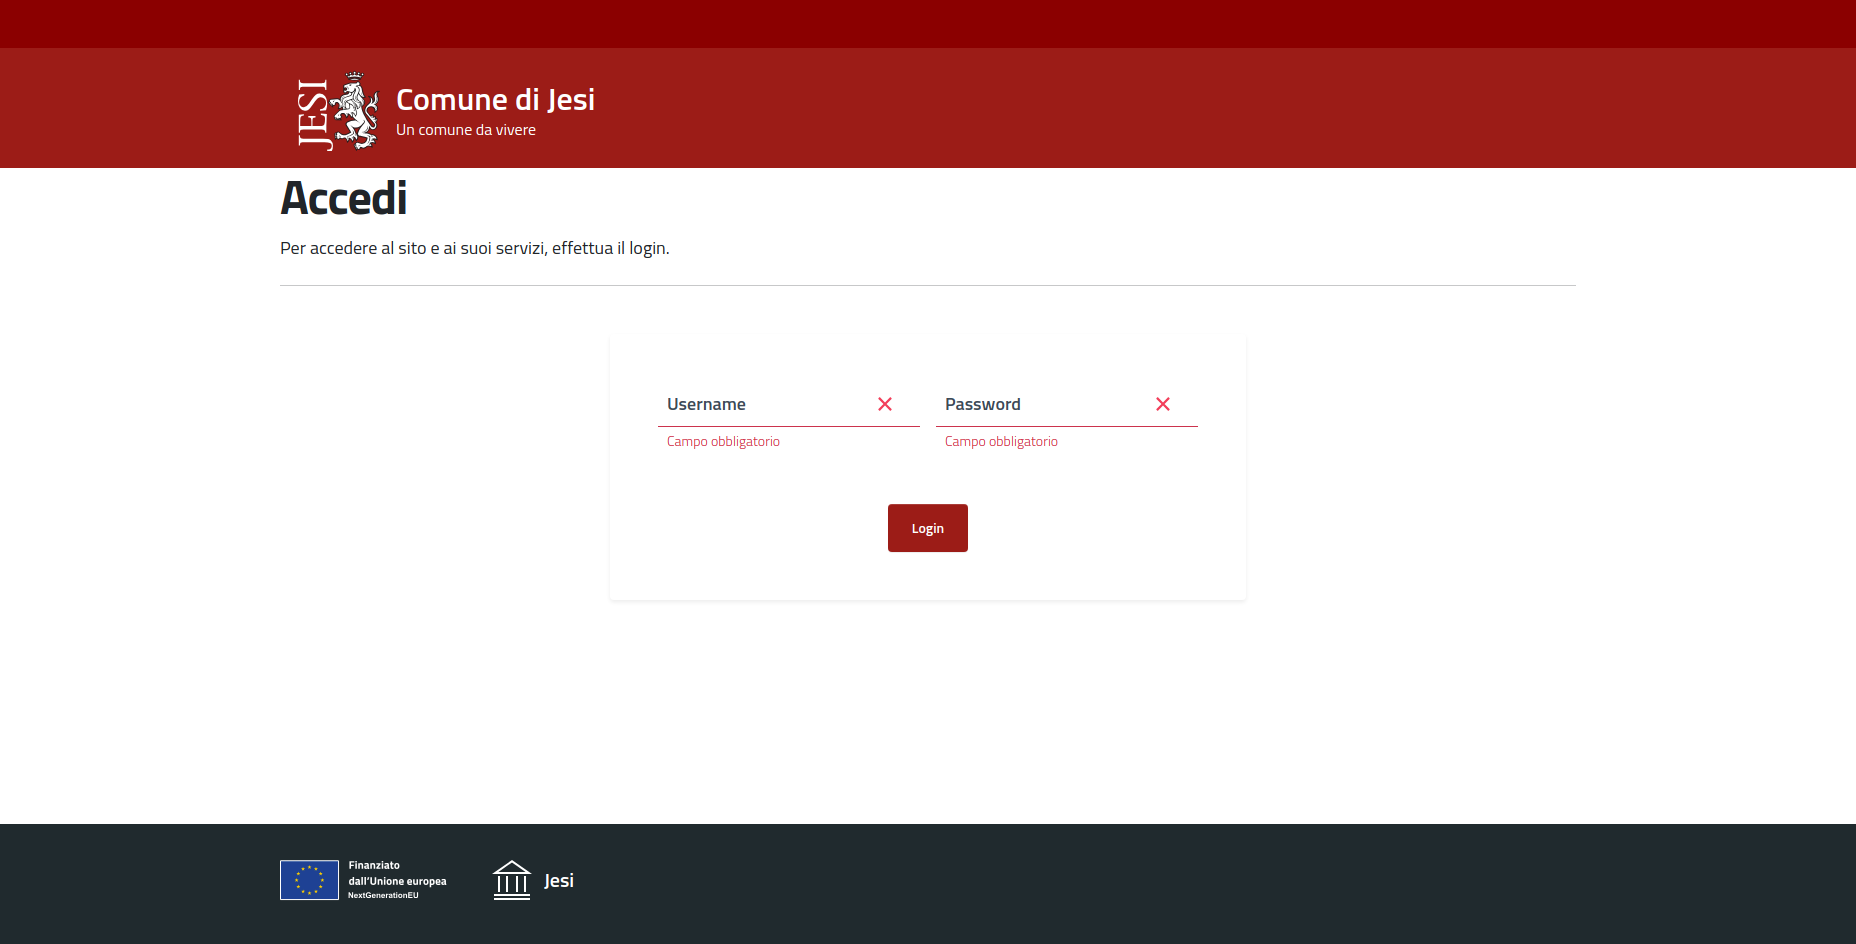 JESI
Comune di Jesi
Un comune da vivere
Accedi
Per accedere al sito e ai suoi servizi, effettua il login.
Username
Password
Campo obbligatorio
Campo obbligatorio
Login
Finanziato
dall'Unione europea
NextGenerationEU
Jesi